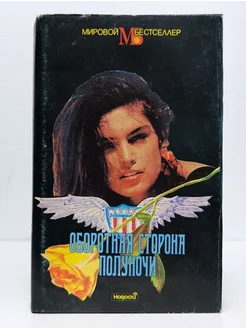 МИРОВОЙ М БЕСТСЕЛЛЕР
ОБОРОТНАЯ СТОРОНА
ПОЛУНОЧИ
Новости